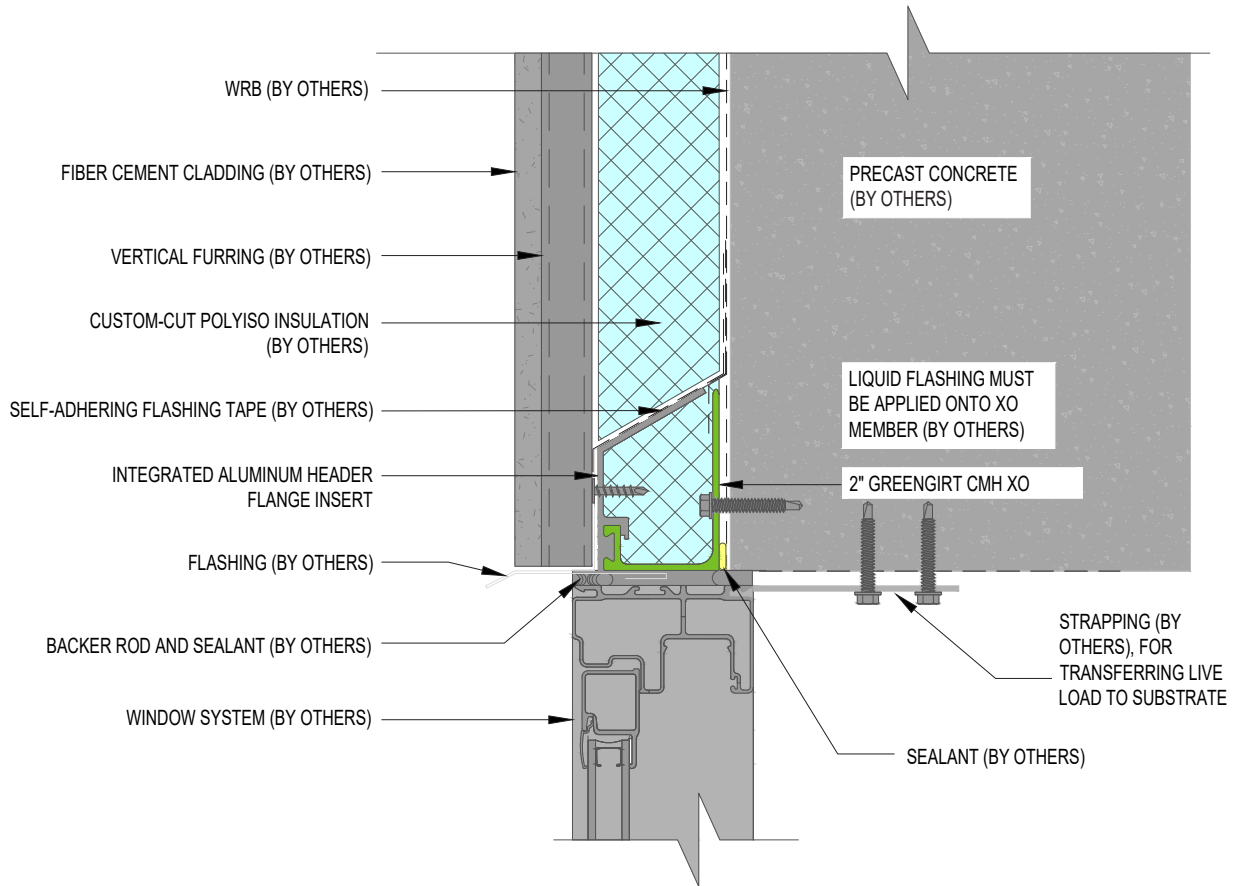 WRB (BY OTHERS)
FIBER CEMENT CLADDING (BY OTHERS)
VERTICAL FURRING (BY OTHERS)
CUSTOM-CUT POLYISO INSULATION
(BY OTHERS)
SELF-ADHERING FLASHING TAPE (BY OTHERS)
INTEGRATED ALUMINUM HEADER
FLANGE INSERT
FLASHING (BY OTHERS)
BACKER ROD AND SEALANT (BY OTHERS)
WINDOW SYSTEM (BY OTHERS)
PRECAST CONCRETE
(BY OTHERS)
LIQUID FLASHING MUST
BE APPLIED ONTO XO
MEMBER (BY OTHERS)
2" GREENGIRT CMH XO
STRAPPING (BY
OTHERS), FOR
TRANSFERRING LIVE
LOAD TO SUBSTRATE
SEALANT (BY OTHERS)